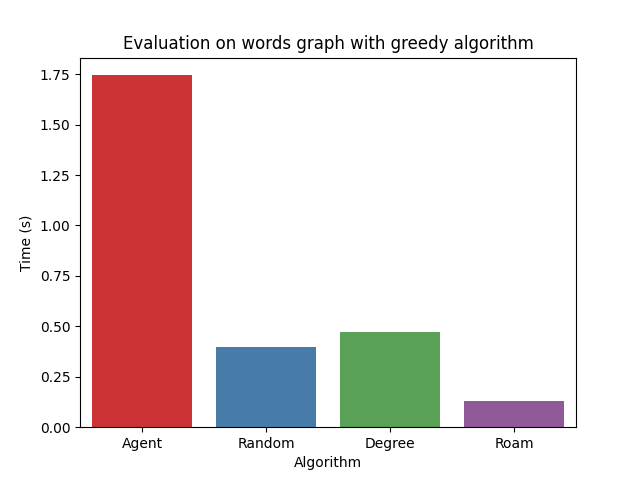 Evaluation on words graph with greedy algorithm
1.75
1.50
1.25
1.00
0.75
0.50
0.25
0.00
Time (s)
Agent Random Degree Roam
Algorithm